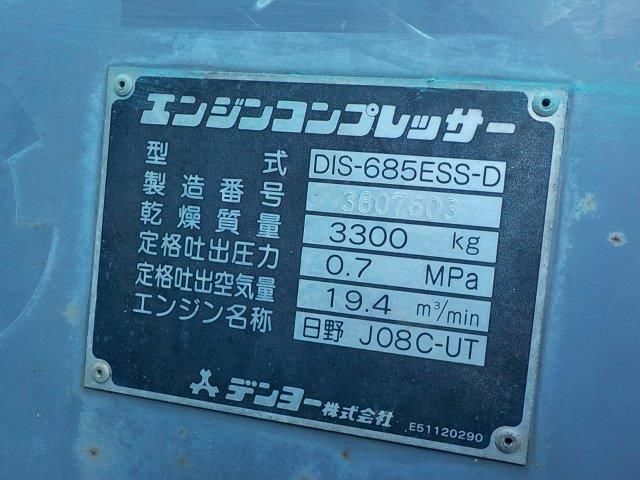 エンジンコンプレッサー
型式 DIS-685ESS-D
製造番号 3807603
乾燥質量 3300 kg
定格吐出圧力 0.7 MPa
定格吐出空気量 19.4 m³/min
エンジン名称 日野 J08C-UT
デンヨー株式会社
E51120290